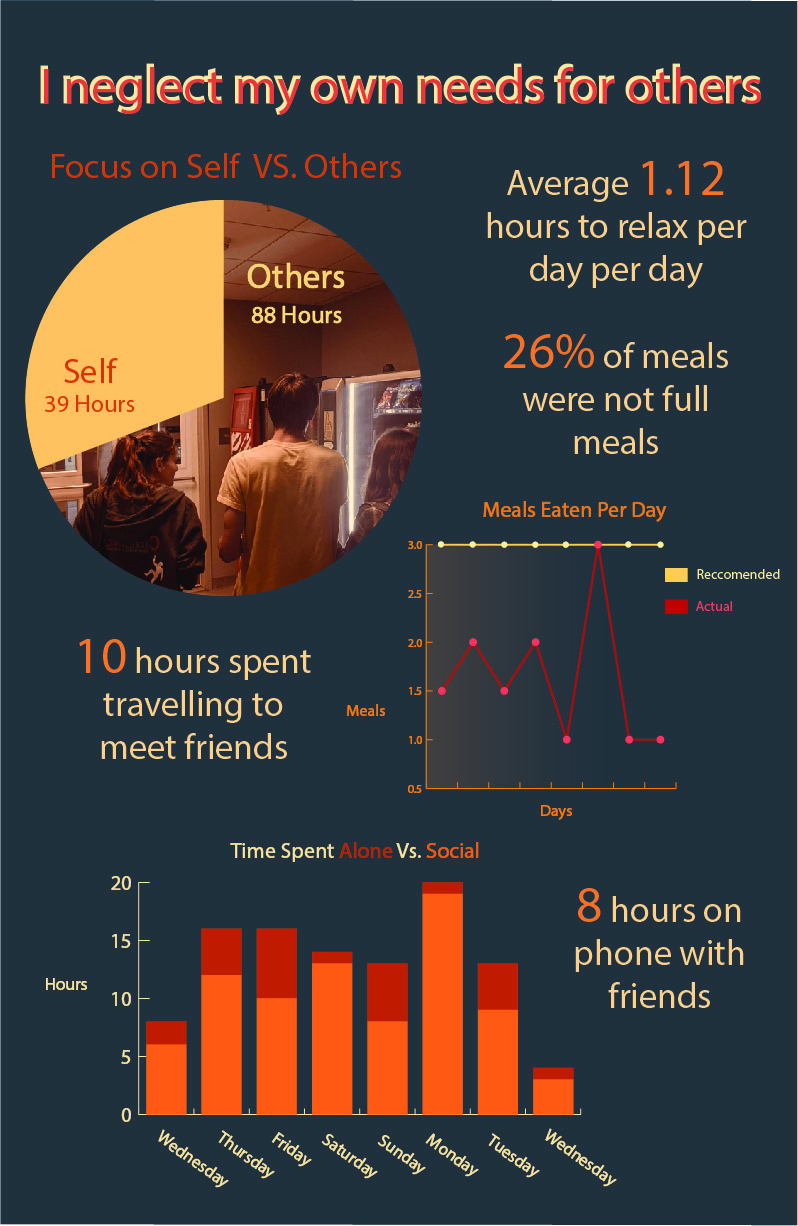 I neglect my own needs for others
Focus on Self VS. Others
Others
88 Hours
Self
39 Hours
Average 1.12
hours to relax per
day per day
26% of meals
were not full
meals
10 hours spent
travelling to
meet friends
Meals Eaten Per Day
3.0
2.5
2.0
1.5
1.0
0.5
Meals
Days
Reccomended
Actual
Time Spent Alone Vs. Social
20
15
10
5
0
Hours
Wednesday
Thursday
Friday
Saturday
Sunday
Monday
Tuesday
Wednesday
8 hours on
phone with
friends